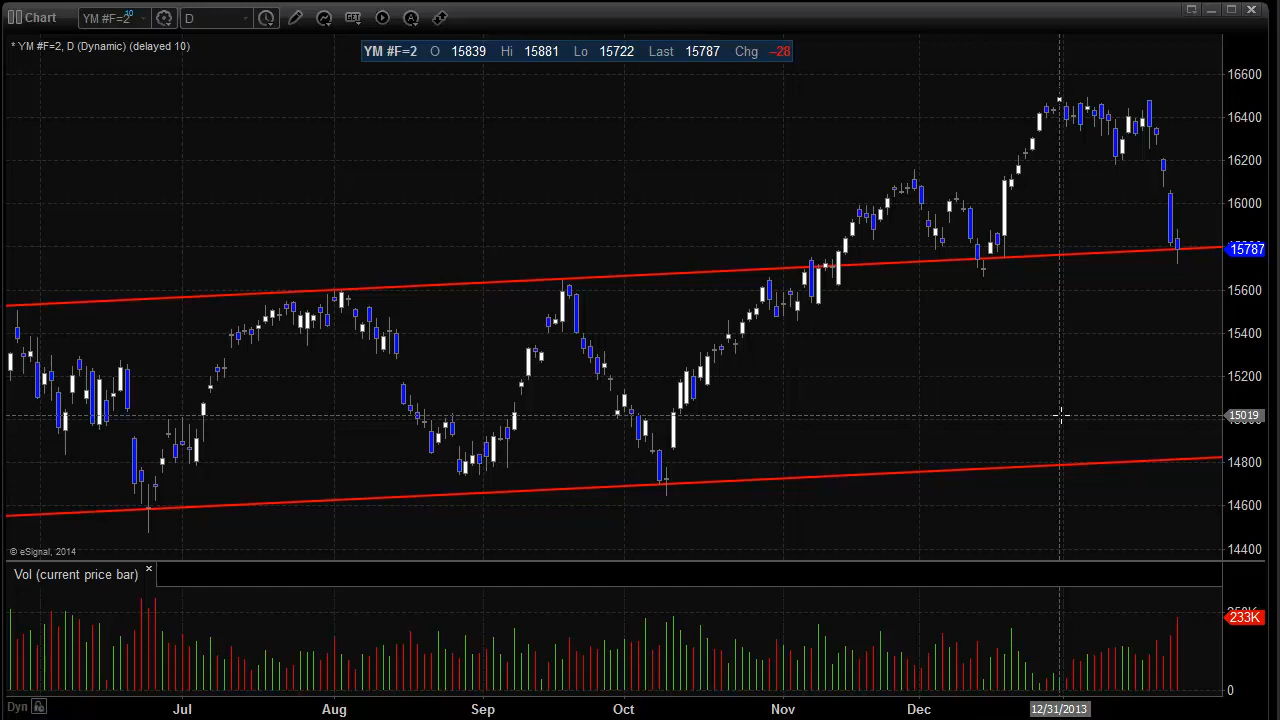 Chart YM #F=2 10 D GET A
* YM #F=2, D (Dynamic) (delayed 10)
YM #F=2 O 15839 Hi 15881 Lo 15722 Last 15787 Chg −28
16600
16400
16200
16000
15787
15600
15400
15200
15019
14800
14600
14400
© eSignal, 2014
Vol (current price bar)
233K
0
Dyn Jul Aug Sep Oct Nov Dec 12/31/2013